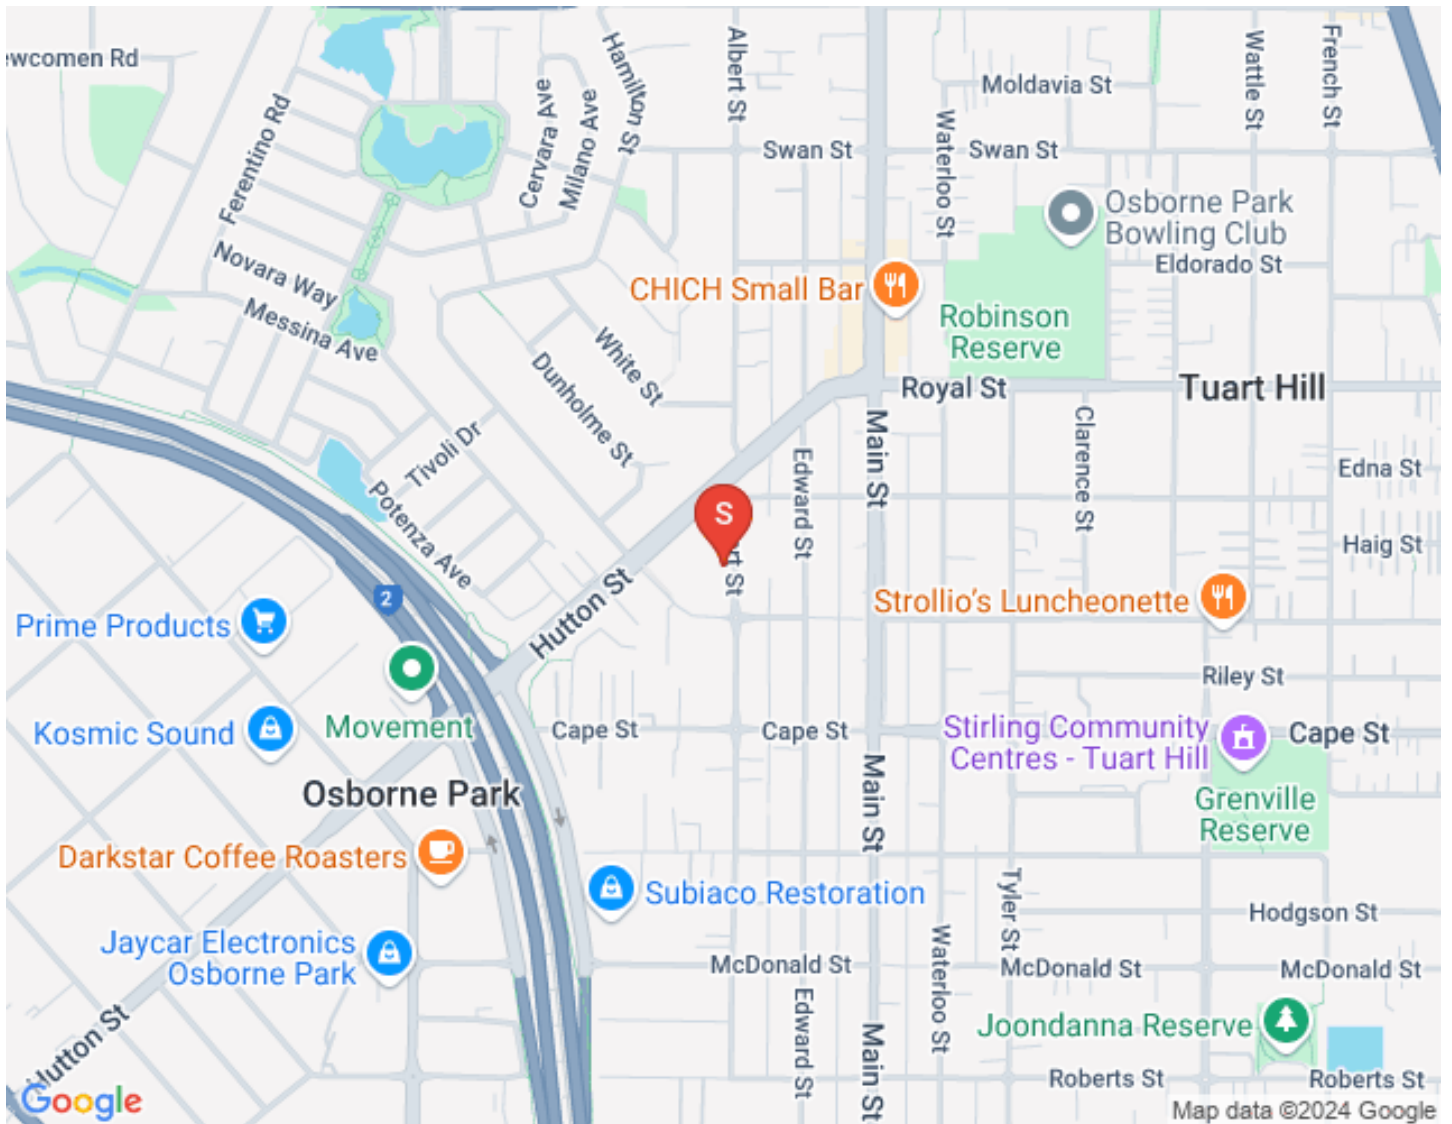 ewcomen Rd
Ferentino Rd
Cervara Ave
Milano Ave
Hamilton St
Albert St
Moldavia St
Wattle St
French St
Swan St
Waterloo St
Swan St
Osborne Park
Bowling Club
Eldorado St
Novara Way
Messina Ave
CHICH Small Bar
Robinson
Reserve
White St
Dunholme St
Royal St
Tuart Hill
Main St
Clarence St
Tivoli Dr
Potenza Ave
Edward St
Edna St
S
rt St
Haig St
2
Hutton St
Strollio's Luncheonette
Prime Products
Movement
Kosmic Sound
Riley St
Cape St
Cape St
Stirling Community
Centres - Tuart Hill
Cape St
Osborne Park
Main St
Grenville
Reserve
Darkstar Coffee Roasters
Subiaco Restoration
Tyler St
Hodgson St
Jaycar Electronics
Osborne Park
McDonald St
Waterloo St
McDonald St
McDonald St
Edward St
Main St
Joondanna Reserve
Hutton St
Roberts St
Roberts St
Google
Map data ©2024 Google